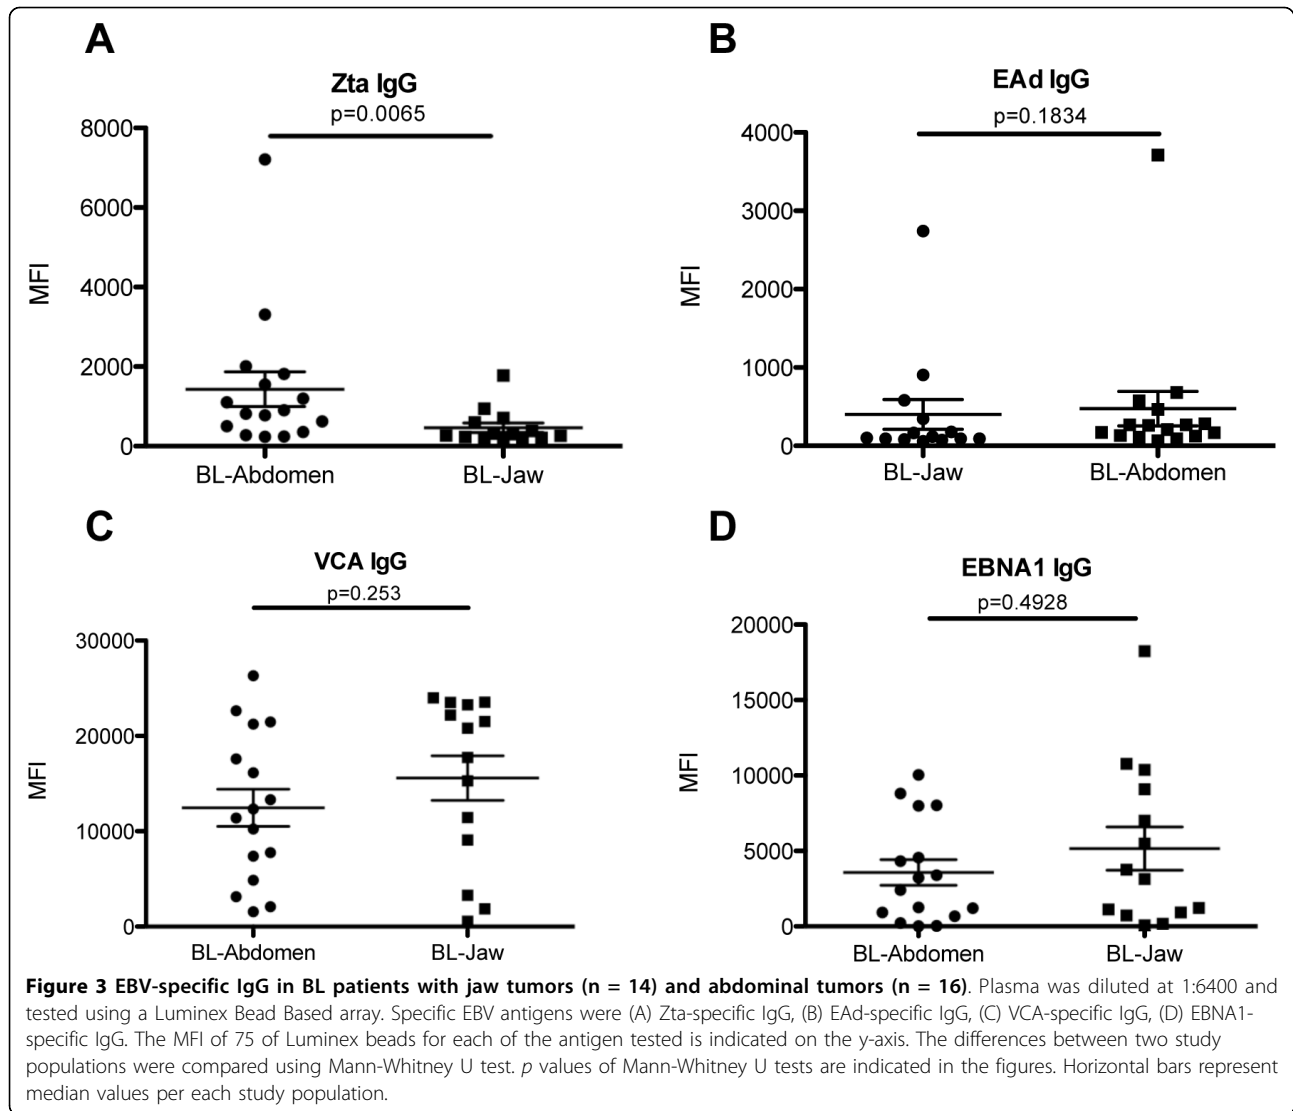 A
Zta IgG
p=0.0065
8000
6000
4000
2000
0
MFI
BL-Abdomen
BL-Jaw
B
EAd IgG
p=0.1834
4000
3000
2000
1000
0
MFI
BL-Jaw
BL-Abdomen
C
VCA IgG
p=0.253
30000
20000
10000
0
MFI
BL-Abdomen
BL-Jaw
D
EBNA1 IgG
p=0.4928
20000
15000
10000
5000
0
MFI
BL-Abdomen
BL-Jaw
Figure 3 EBV-specific IgG in BL patients with jaw tumors (n = 14) and abdominal tumors (n = 16). Plasma was diluted at 1:6400 and
tested using a Luminex Bead Based array. Specific EBV antigens were (A) Zta-specific IgG, (B) EAd-specific IgG, (C) VCA-specific IgG, (D) EBNA1-
specific IgG. The MFI of 75 of Luminex beads for each of the antigen tested is indicated on the y-axis. The differences between two study
populations were compared using Mann-Whitney U test. p values of Mann-Whitney U tests are indicated in the figures. Horizontal bars represent
median values per each study population.